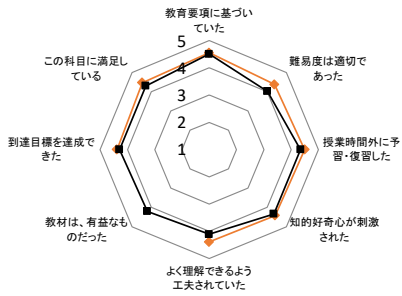 教育要項に基づい
ていた
難易度は適切で
あった
授業時間外に予
習・復習した
知的好奇心が刺激
された
よく理解できるよう
工夫されていた
教材は、有益なも
のだった
到達目標を達成で
きた
この科目に満足し
ている
5
4
3
2
1